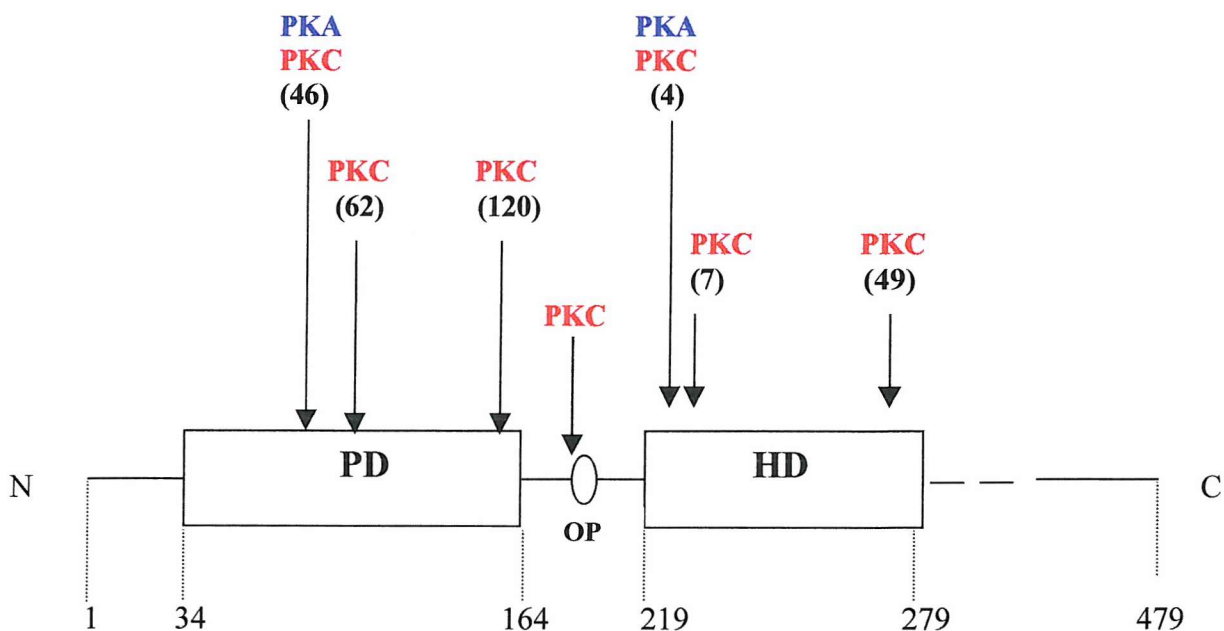 PKA
PKC
(46)
PKA
PKC
(4)
PKC
(62)
PKC
(120)
PKC
(7)
PKC
(49)
PKC
PD
HD
N
C
OP
1
34
164
219
279
479